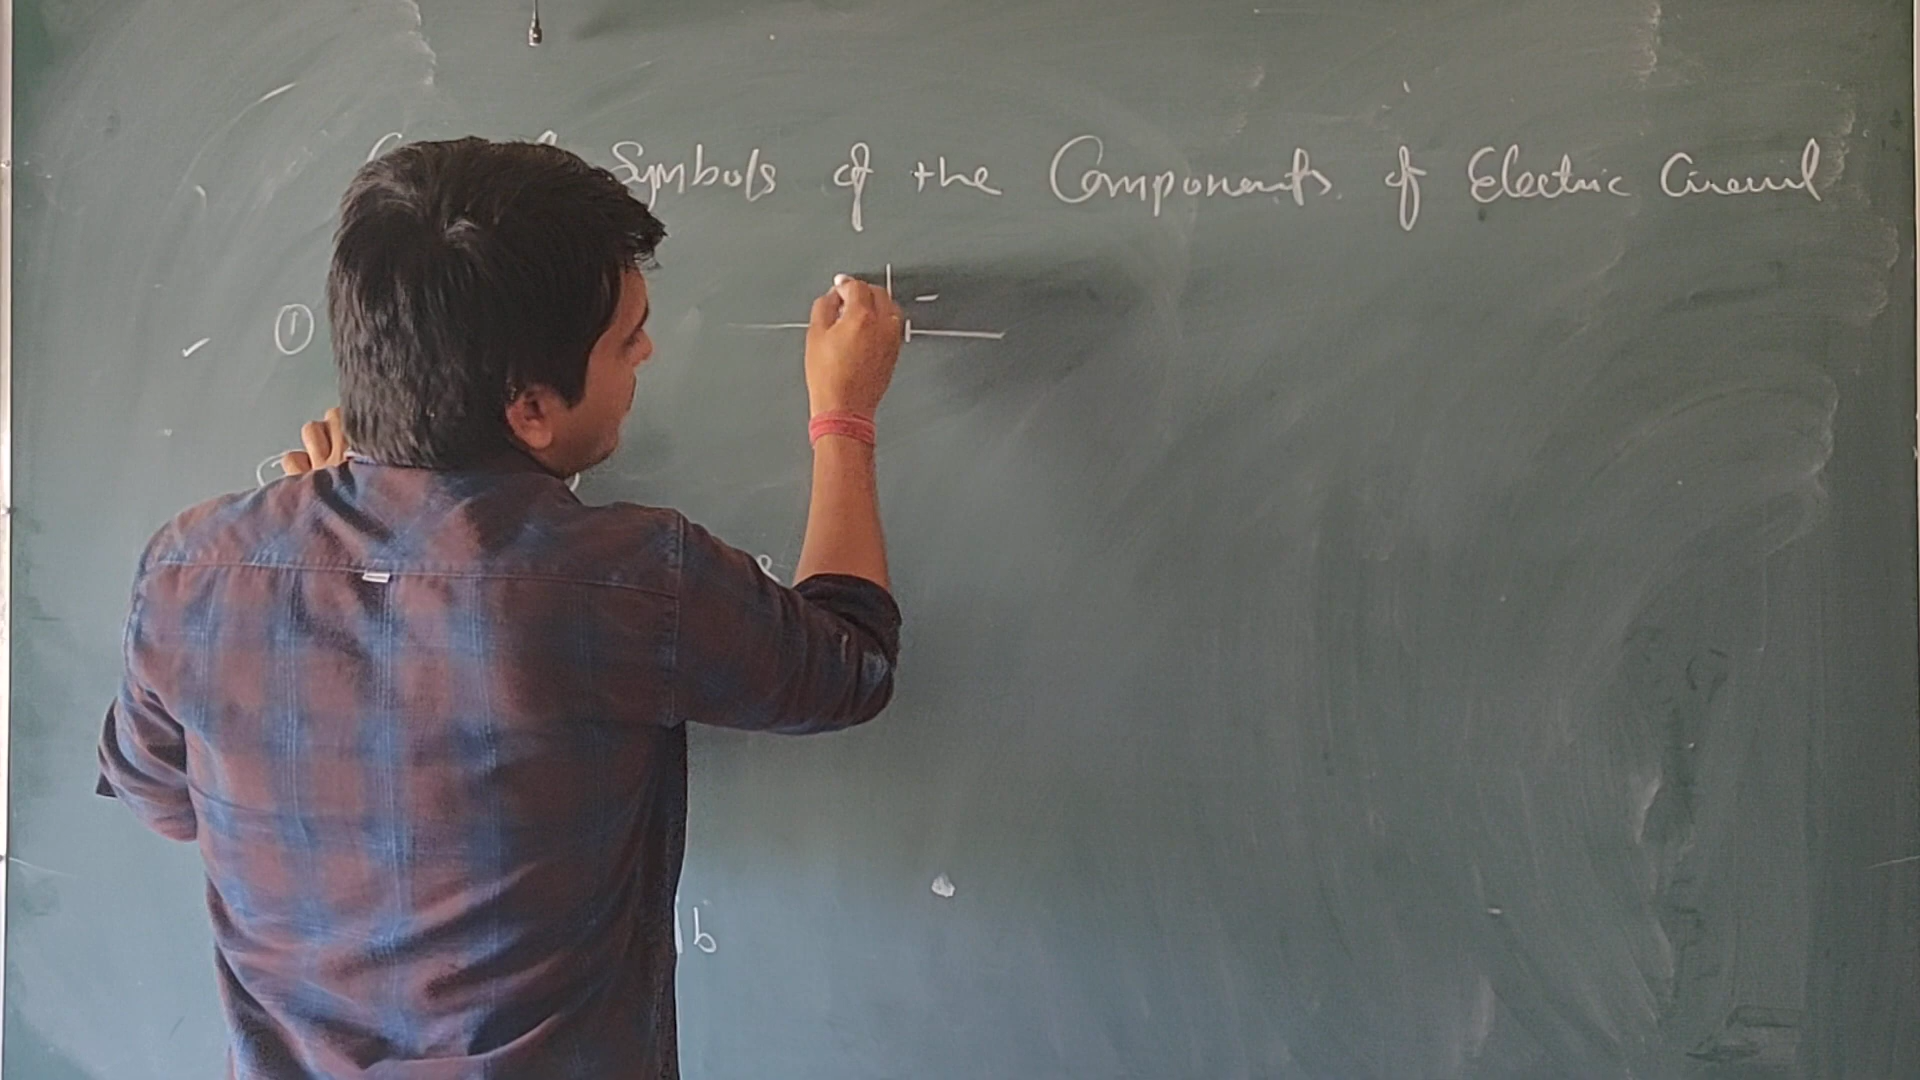 Symbols of the Components of Electric Circuit
①
-
b